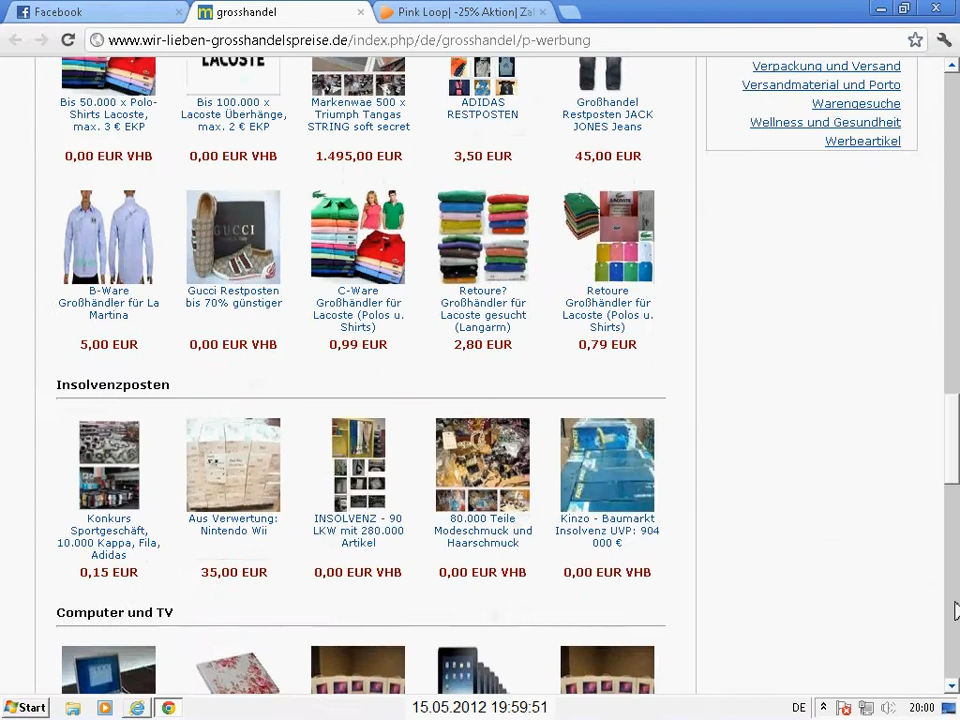 Facebook
grosshandel
Pink Loop| -25% Aktion| Zal
www.wir-lieben-grosshandelspreise.de/index.php/de/grosshandel/p-werbung
LACOSTE
Bis 50.000 x Polo-
Shirts Lacoste,
max. 3 € EKP
0,00 EUR VHB
Bis 100.000 x
Lacoste Überhänge,
max. 2 € EKP
0,00 EUR VHB
Markenwae 500 x
Triumph Tangas
STRING soft secret
1.495,00 EUR
ADIDAS
RESTPOSTEN
3,50 EUR
Großhandel
Restposten JACK
JONES Jeans
45,00 EUR
Verpackung und Versand
Versandmaterial und Porto
Warengesuche
Wellness und Gesundheit
Werbeartikel
B-Ware
Großhändler für La
Martina
5,00 EUR
GUCCI
Gucci Restposten
bis 70% günstiger
0,00 EUR VHB
C-Ware
Großhändler für
Lacoste (Polos u.
Shirts)
0,99 EUR
Retoure?
Großhändler für
Lacoste gesucht
(Langarm)
2,80 EUR
Retoure
Großhändler für
Lacoste (Polos u.
Shirts)
0,79 EUR
Insolvenzposten
Konkurs
Sportgeschäft,
10.000 Kappa, Fila,
Adidas
0,15 EUR
Aus Verwertung:
Nintendo Wii
35,00 EUR
INSOLVENZ - 90
LKW mit 280.000
Artikel
0,00 EUR VHB
80.000 Teile
Modeschmuck und
Haarschmuck
0,00 EUR VHB
Kinzo - Baumarkt
Insolvenz UVP: 904
000 €
0,00 EUR VHB
Computer und TV
Start
15.05.2012 19:59:51
DE
20:00